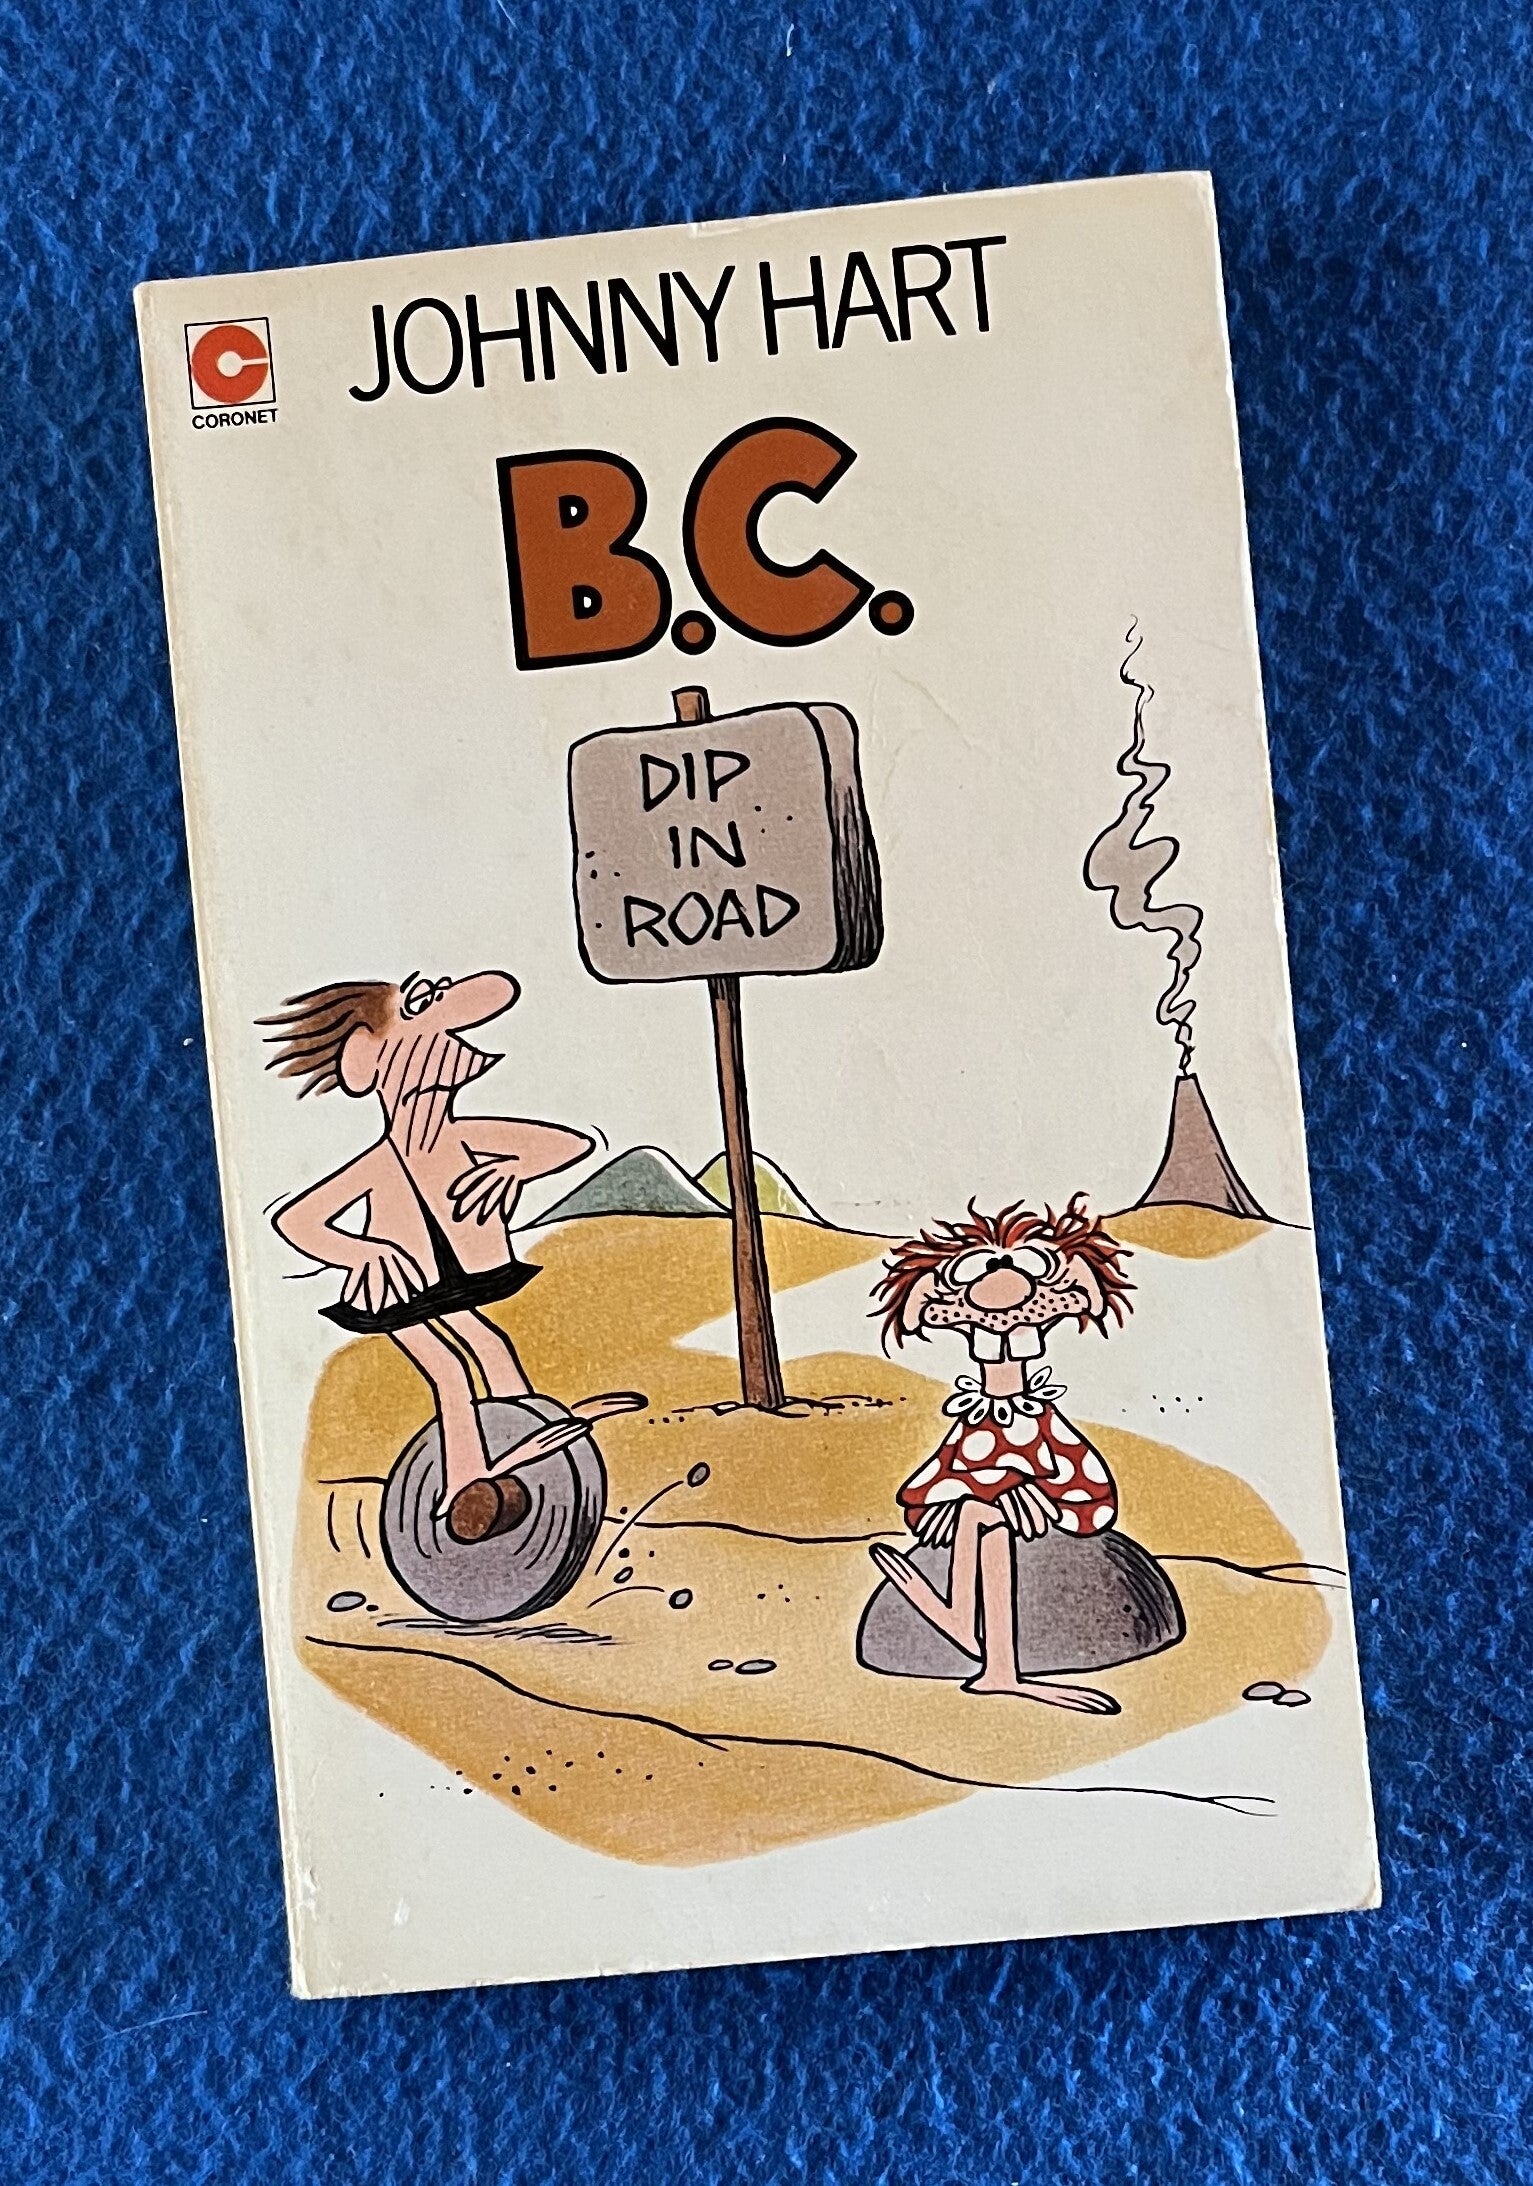 JOHNNY HART
CORONET
B.C.
DIP
IN
ROAD